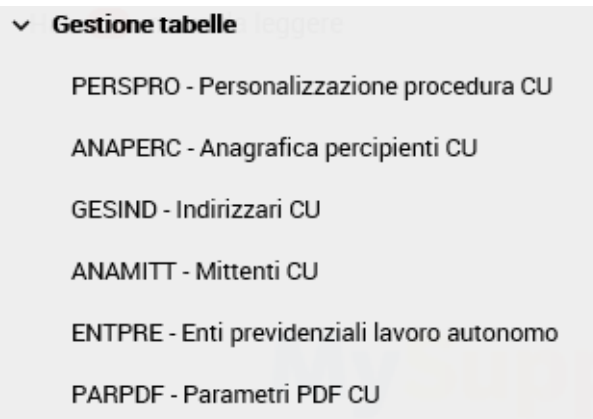 Gestione tabelle
PERSPRO - Personalizzazione procedura CU
ANAPERC - Anagrafica percipienti CU
GESIND - Indirizzari CU
ANAMITT - Mittenti CU
ENTPRE - Enti previdenziali lavoro autonomo
PARPDF - Parametri PDF CU